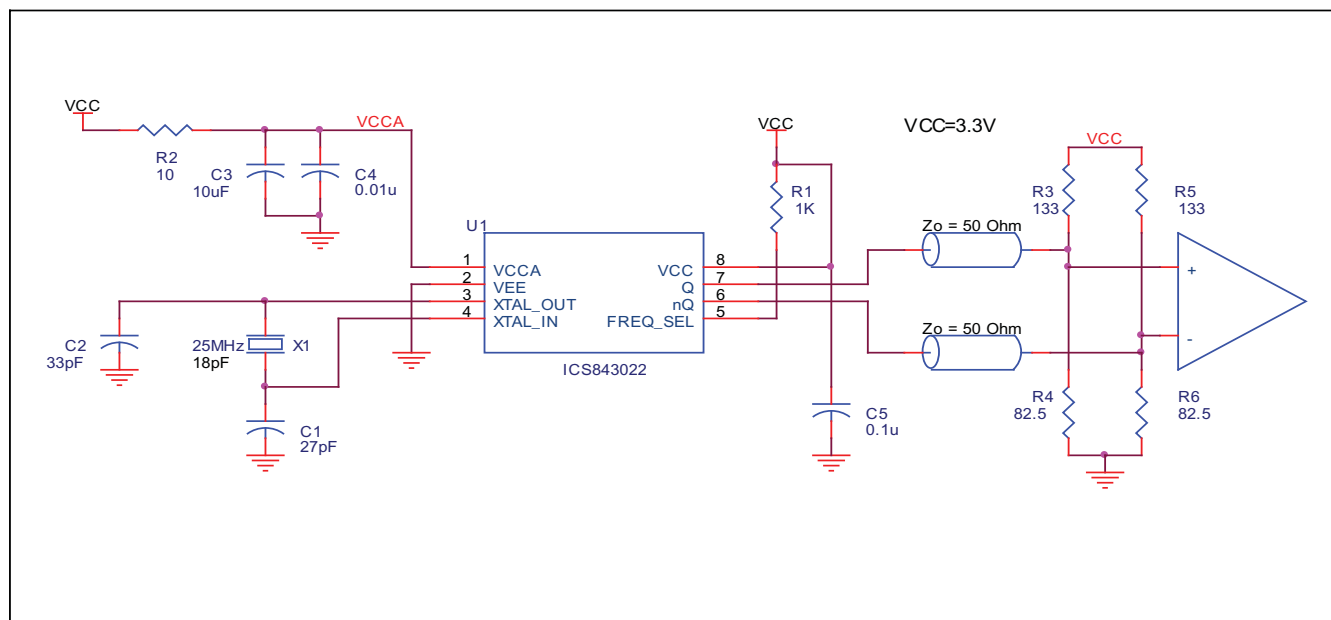 VCC
VCCA
R2
10
C3
10uF
C4
0.01u
VCC
VCC=3.3V
R1
1K
VCC
R3
133
R5
133
U1
Zo = 50 Ohm
1
VCCA
2
VEE
3
XTAL_OUT
4
XTAL_IN
VCC
8
Q
7
nQ
6
FREQ_SEL
5
ICS843022
+
-
Zo = 50 Ohm
C2
33pF
25MHz
18pF
X1
C1
27pF
C5
0.1u
R4
82.5
R6
82.5